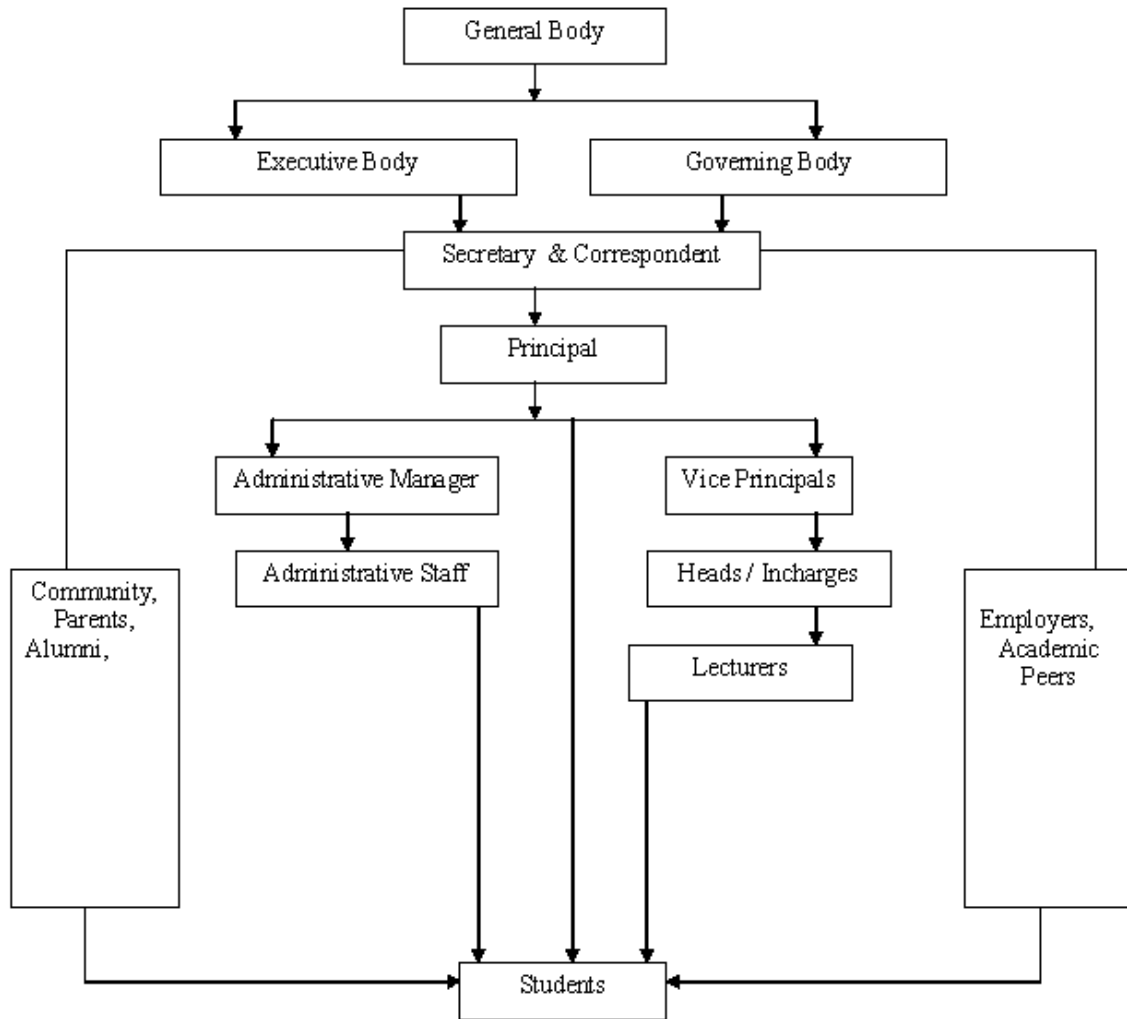 General Body
Executive Body
Governing Body
Secretary & Correspondent
Principal
Administrative Manager
Vice Principals
Administrative Staff
Heads / Incharges
Community,
Parents,
Alumni,
Employers,
Academic
Peers
Lecturers
Students